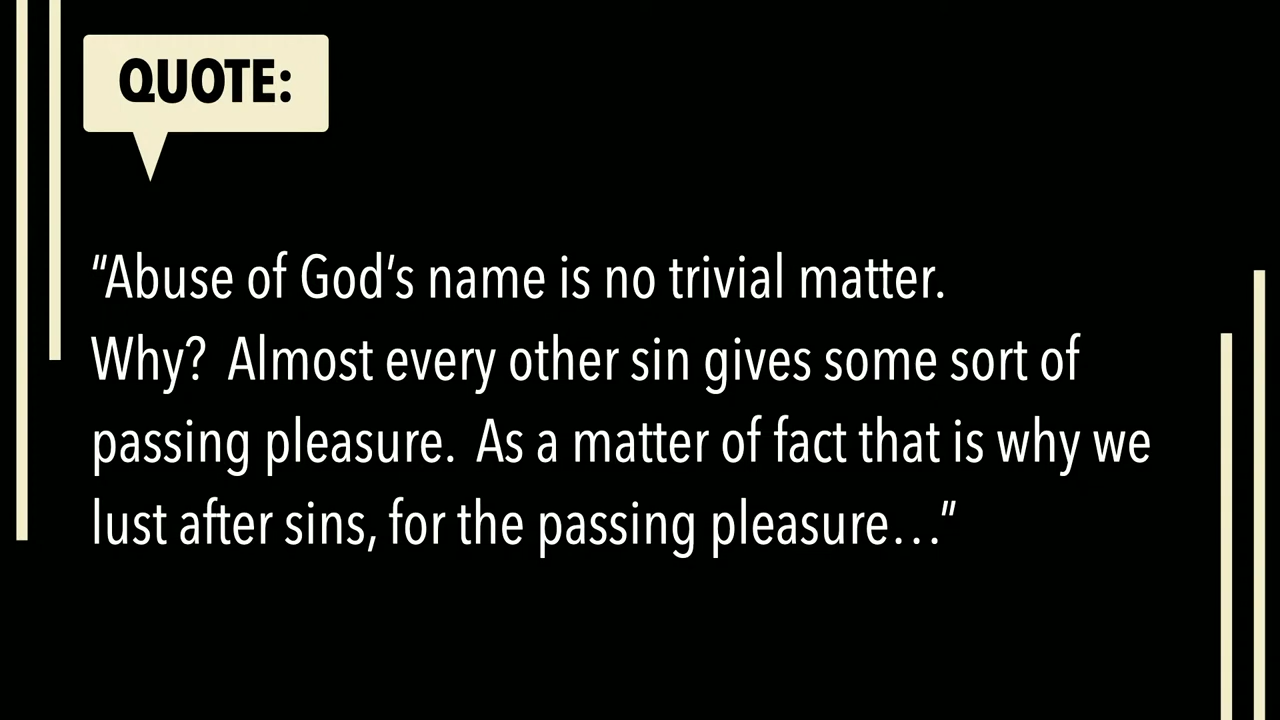 QUOTE:
“Abuse of God’s name is no trivial matter.
Why?  Almost every other sin gives some sort of
passing pleasure.  As a matter of fact that is why we
lust after sins, for the passing pleasure…”